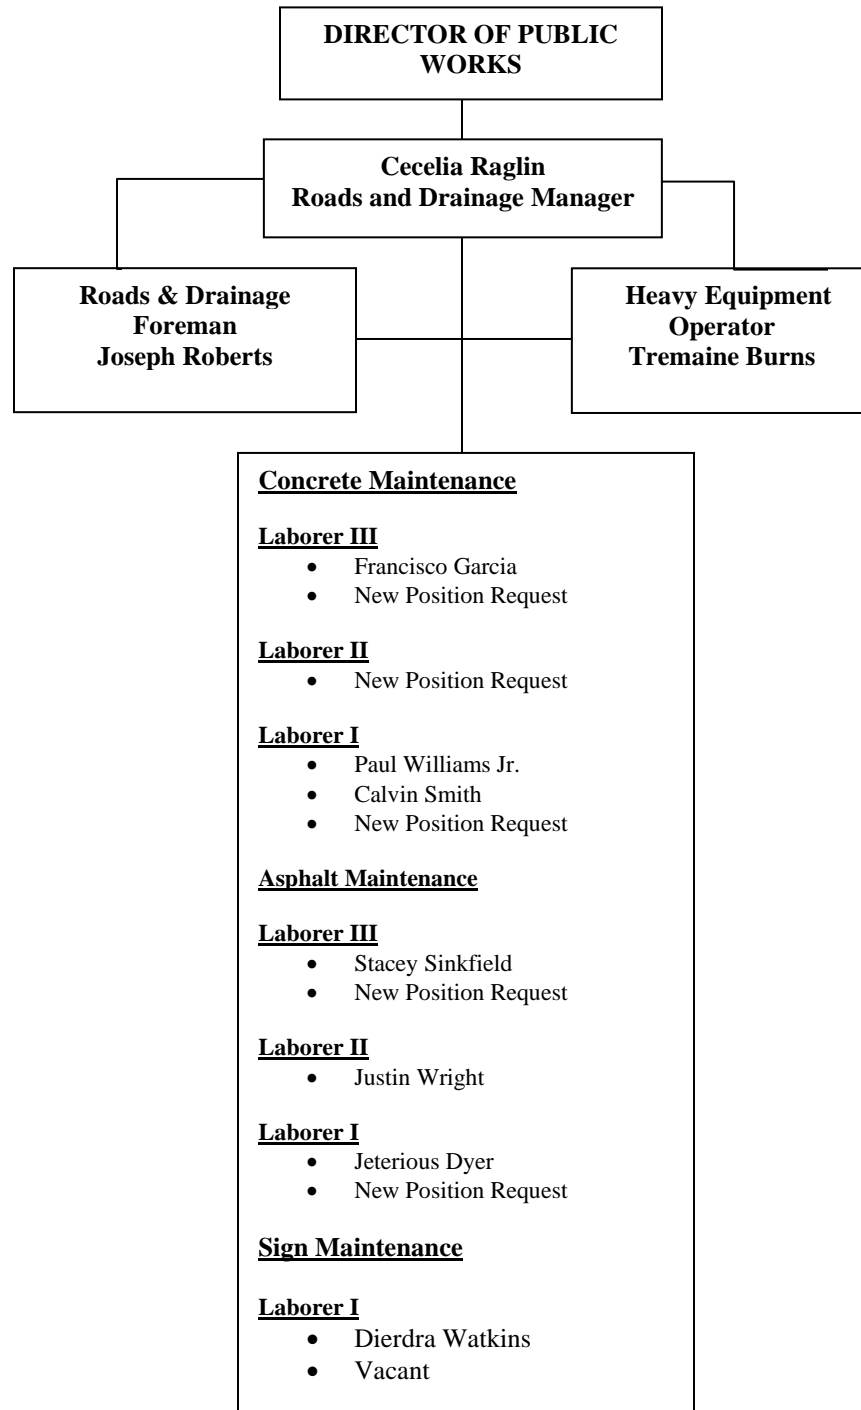 DIRECTOR OF PUBLIC
WORKS
Cecelia Raglin
Roads and Drainage Manager
Roads & Drainage
Foreman
Joseph Roberts
Heavy Equipment
Operator
Tremaine Burns
Concrete Maintenance
Laborer III
• Francisco Garcia
• New Position Request
Laborer II
• New Position Request
Laborer I
• Paul Williams Jr.
• Calvin Smith
• New Position Request
Asphalt Maintenance
Laborer III
• Stacey Sinkfield
• New Position Request
Laborer II
• Justin Wright
Laborer I
• Jeterious Dyer
• New Position Request
Sign Maintenance
Laborer I
• Dierdra Watkins
• Vacant